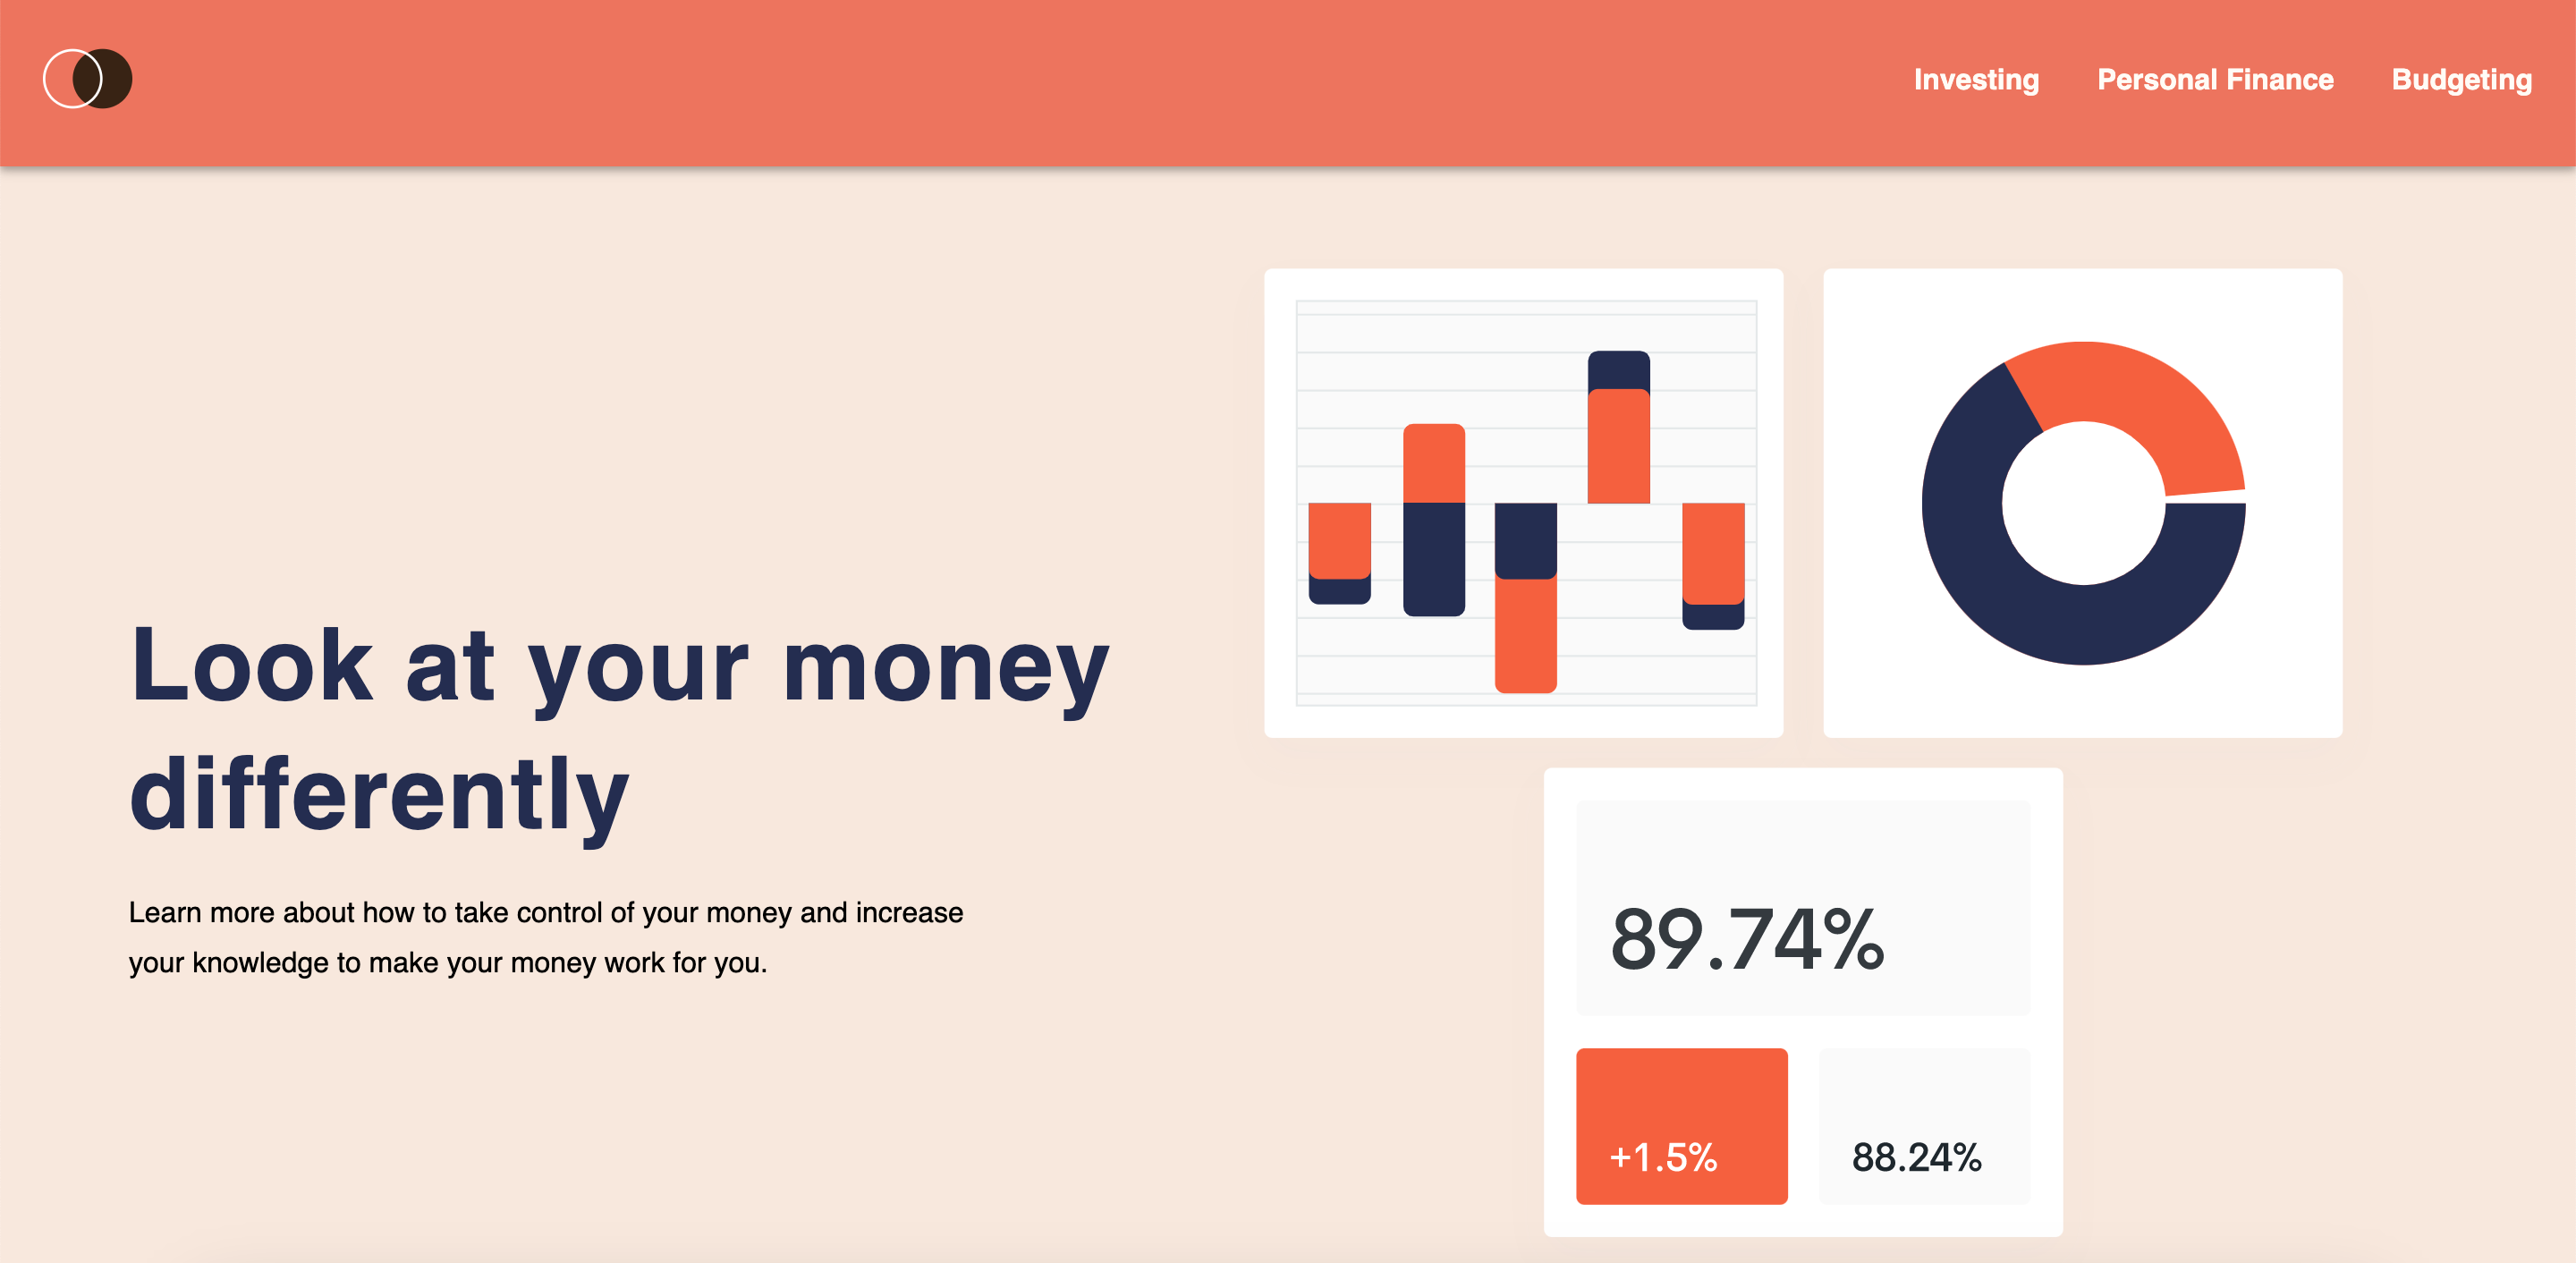 Investing
Personal Finance
Budgeting
Look at your money
differently
Learn more about how to take control of your money and increase
your knowledge to make your money work for you.
89.74%
+1.5%
88.24%